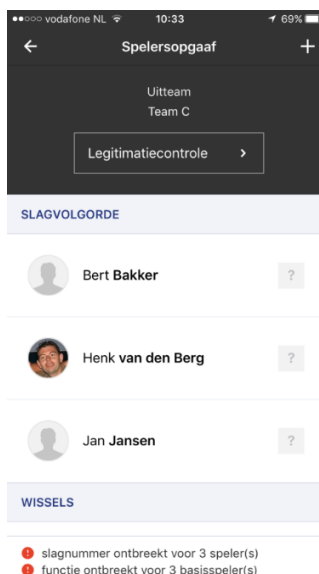 vodafone NL 10:33 69%
Spelersopgaaf +
Uitteam
Team C
Legitimatiecontrole >
SLAGVOLGORDE
Bert Bakker ?
Henk van den Berg ?
Jan Jansen ?
WISSELS
slagnummer ontbreekt voor 3 speler(s)
functie ontbreekt voor 3 basisspeler(s)